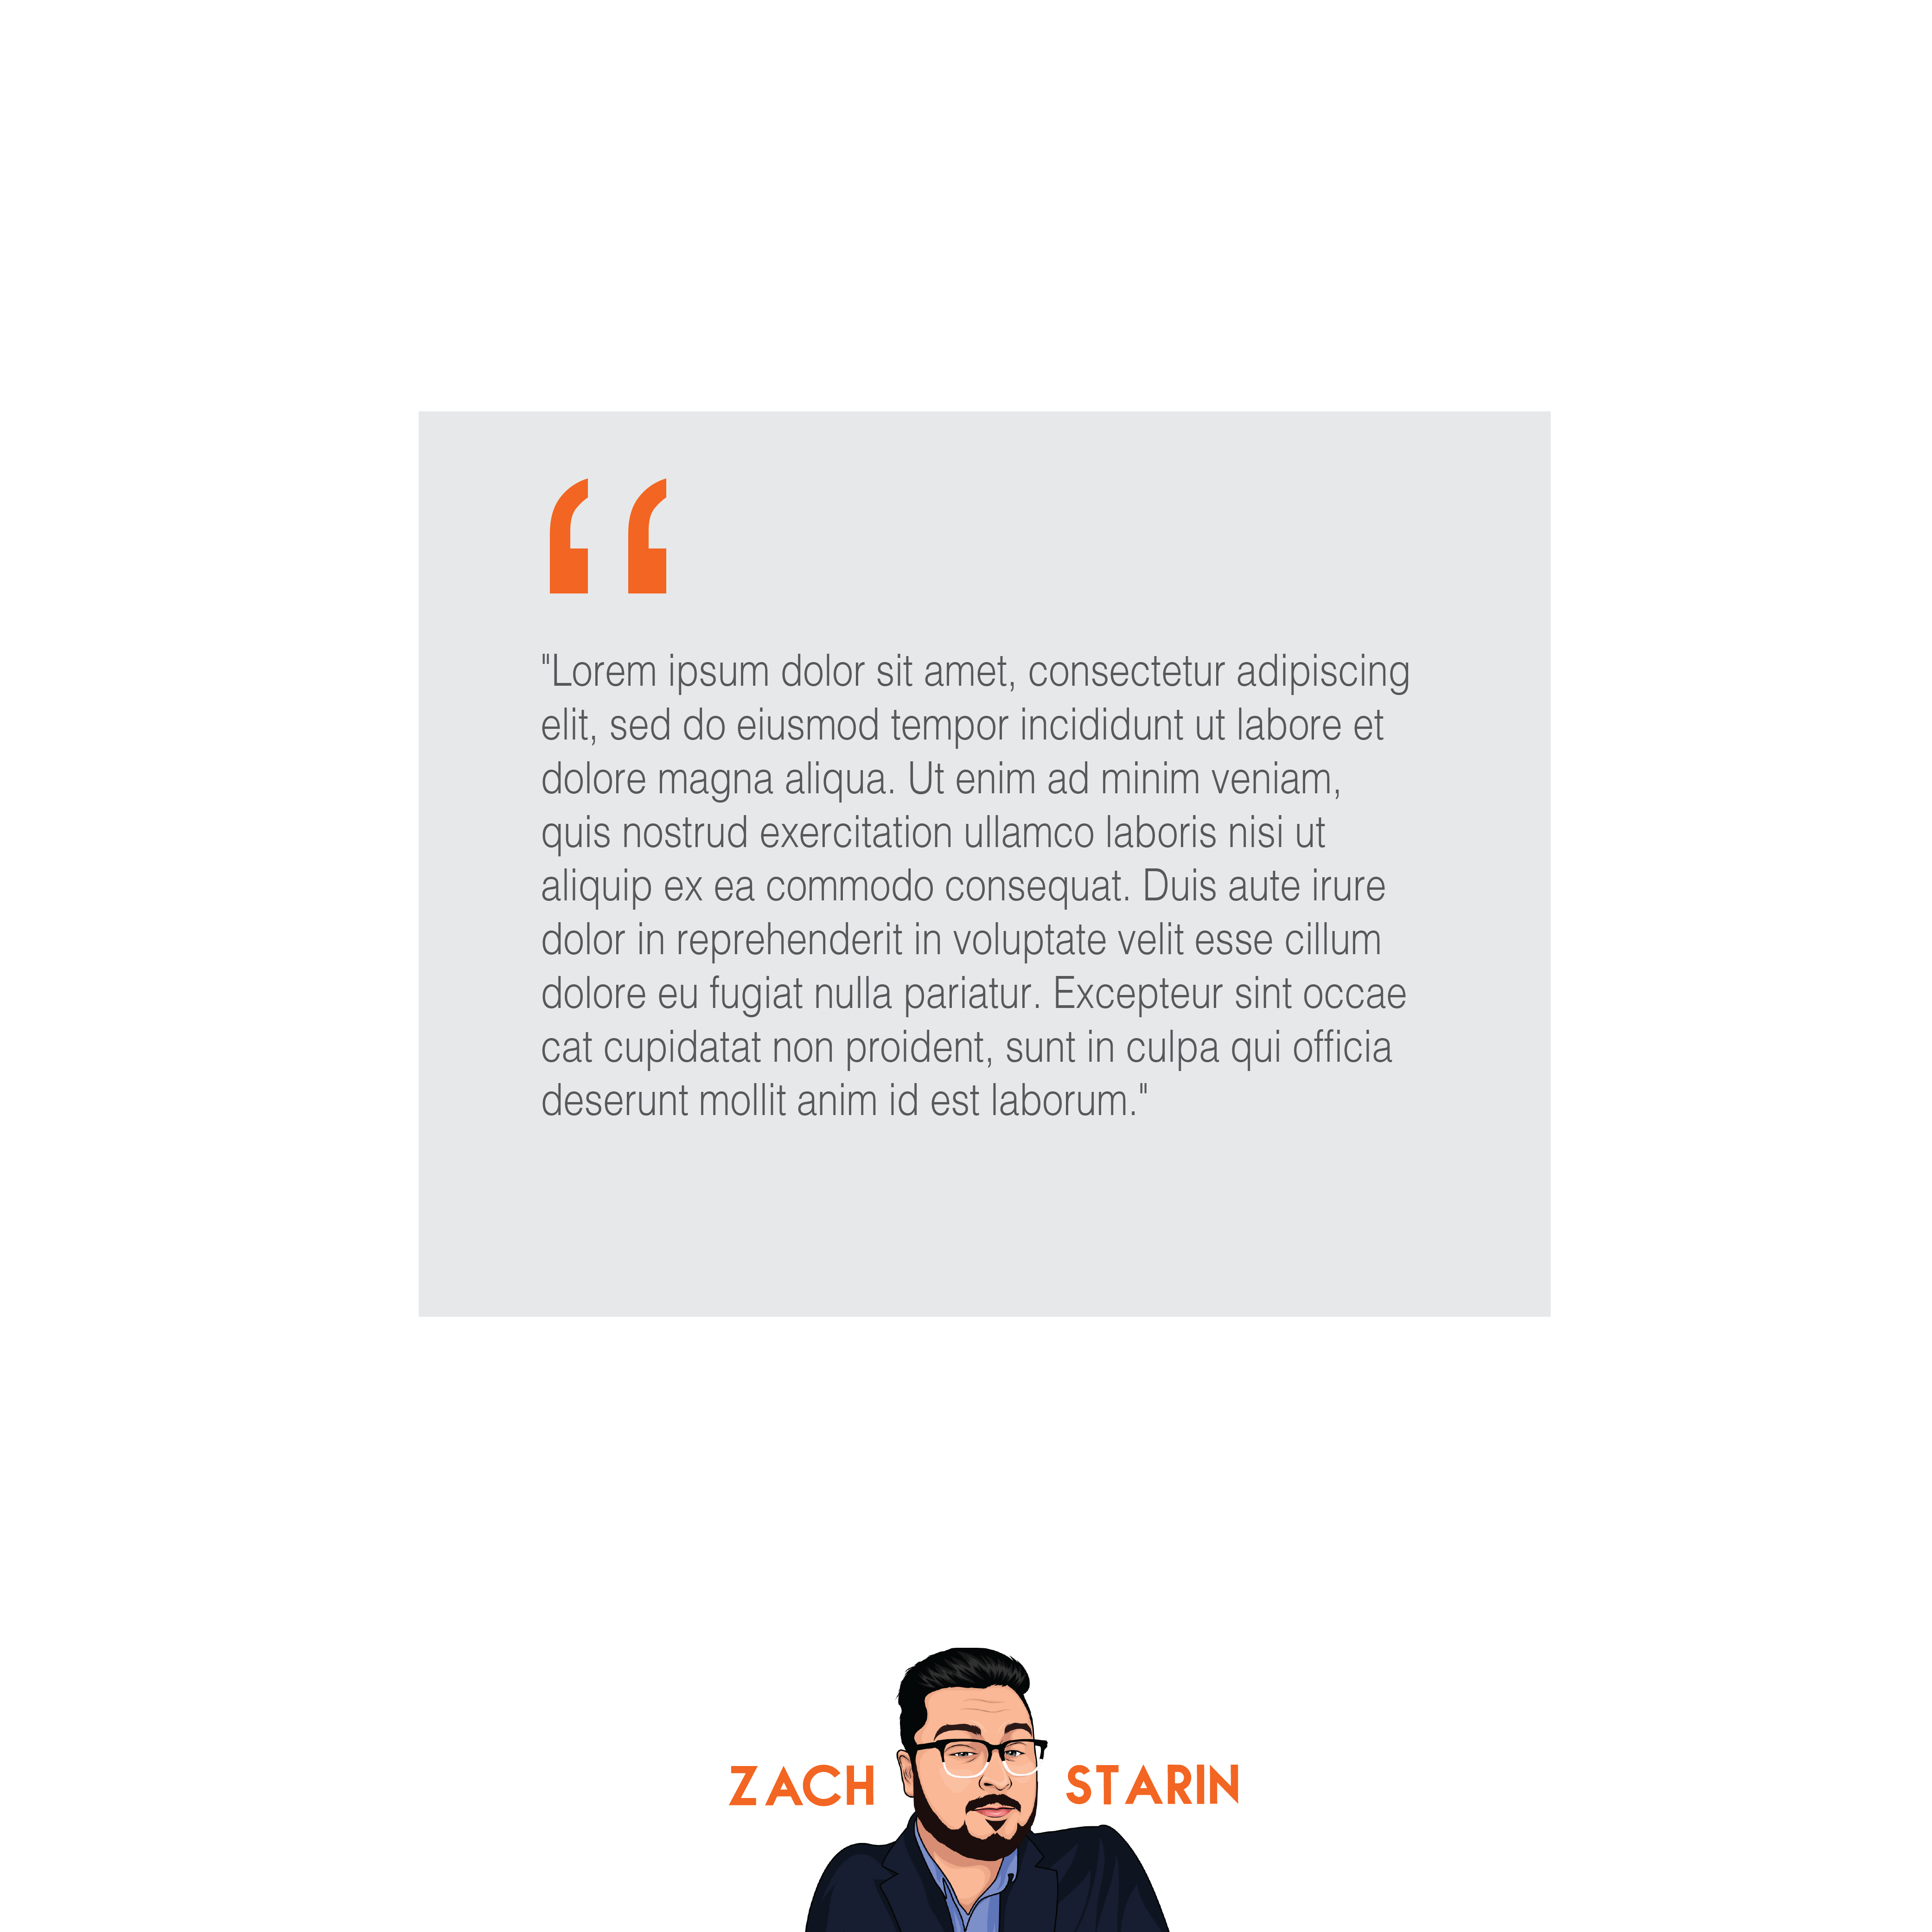 “
"Lorem ipsum dolor sit amet, consectetur adipiscing
elit, sed do eiusmod tempor incididunt ut labore et
dolore magna aliqua. Ut enim ad minim veniam,
quis nostrud exercitation ullamco laboris nisi ut
aliquip ex ea commodo consequat. Duis aute irure
dolor in reprehenderit in voluptate velit esse cillum
dolore eu fugiat nulla pariatur. Excepteur sint occae
cat cupidatat non proident, sunt in culpa qui officia
deserunt mollit anim id est laborum."
ZACH STARIN